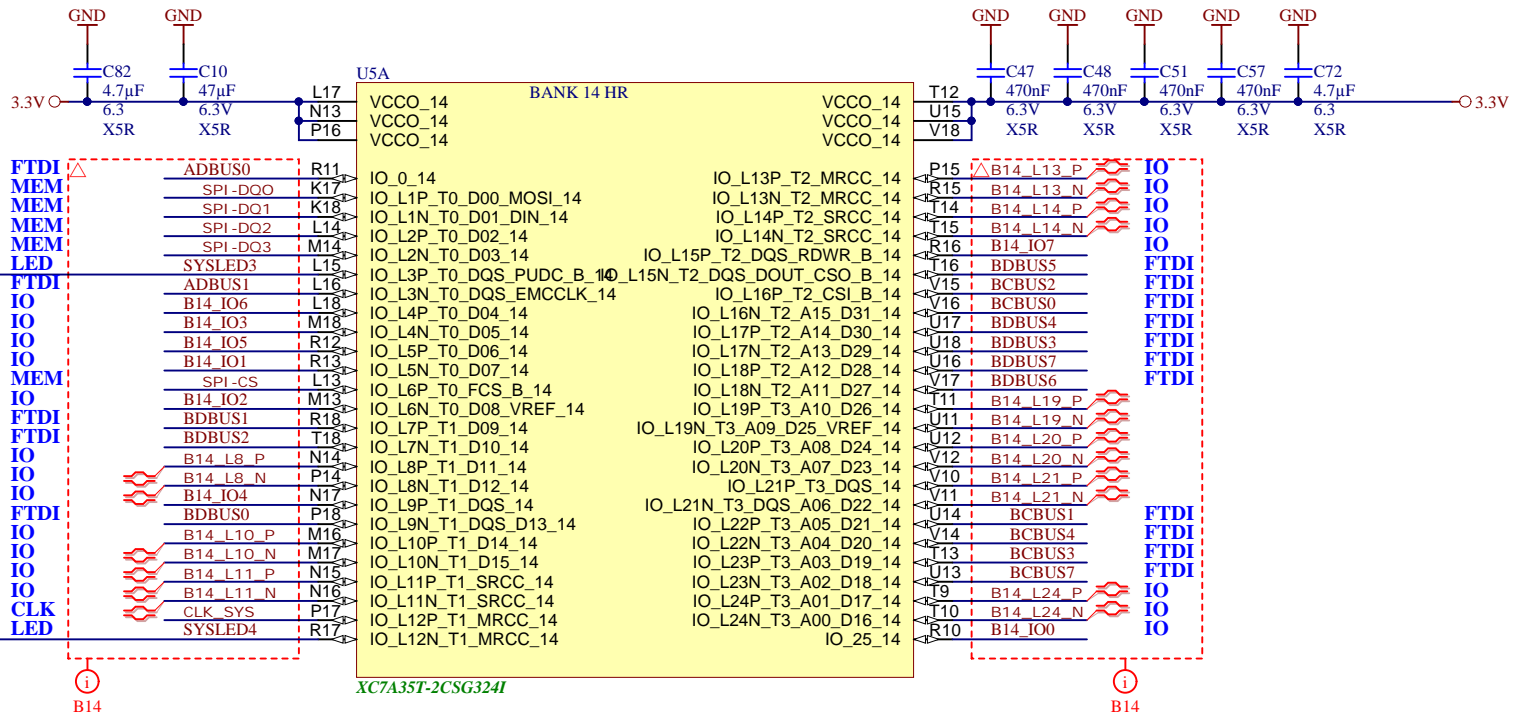 GND GND GND GND GND GND GND
C82 4.7µF 6.3 X5R
C10 47µF 6.3V X5R
C47 470nF 6.3V X5R
C48 470nF 6.3V X5R
C51 470nF 6.3V X5R
C57 470nF 6.3V X5R
C72 4.7µF 6.3 X5R
3.3V
3.3V
U5A
BANK 14 HR
L17 VCCO_14 VCCO_14 T12
N13 VCCO_14 VCCO_14 U15
P16 VCCO_14 VCCO_14 V18
FTDI ADBUS0 R11 IO_0_14 IO_L13P_T2_MRCC_14 P15 B14_L13_P IO
MEM SPI-DQ0 K17 IO_L1P_T0_D00_MOSI_14 IO_L13N_T2_MRCC_14 R15 B14_L13_N IO
MEM SPI-DQ1 K18 IO_L1N_T0_D01_DIN_14 IO_L14P_T2_SRCC_14 T14 B14_L14_P IO
MEM SPI-DQ2 L14 IO_L2P_T0_D02_14 IO_L14N_T2_SRCC_14 T15 B14_L14_N IO
MEM SPI-DQ3 M14 IO_L2N_T0_D03_14 IO_L15P_T2_DQS_RDWR_B_14 R16 B14_IO7 IO
LED SYSLED3 L15 IO_L3P_T0_DQS_PUDC_B_14 IO_L15N_T2_DQS_DOUT_CSO_B_14 T16 BDBUS5 FTDI
FTDI ADBUS1 L16 IO_L3N_T0_DQS_EMCCLK_14 IO_L16P_T2_CSI_B_14 V15 BCBUS2 FTDI
IO B14_IO6 L18 IO_L4P_T0_D04_14 IO_L16N_T2_A15_D31_14 V16 BCBUS0 FTDI
IO B14_IO3 M18 IO_L4N_T0_D05_14 IO_L17P_T2_A14_D30_14 U17 BDBUS4 FTDI
IO B14_IO5 R12 IO_L5P_T0_D06_14 IO_L17N_T2_A13_D29_14 U18 BDBUS3 FTDI
IO B14_IO1 R13 IO_L5N_T0_D07_14 IO_L18P_T2_A12_D28_14 U16 BDBUS7 FTDI
MEM SPI-CS L13 IO_L6P_T0_FCS_B_14 IO_L18N_T2_A11_D27_14 V17 BDBUS6 FTDI
IO B14_IO2 M13 IO_L6N_T0_D08_VREF_14 IO_L19P_T3_A10_D26_14 T11 B14_L19_P
FTDI BDBUS1 R18 IO_L7P_T1_D09_14 IO_L19N_T3_A09_D25_VREF_14 U11 B14_L19_N
FTDI BDBUS2 T18 IO_L7N_T1_D10_14 IO_L20P_T3_A08_D24_14 U12 B14_L20_P
IO B14_L8_P N14 IO_L8P_T1_D11_14 IO_L20N_T3_A07_D23_14 V12 B14_L20_N
IO B14_L8_N P14 IO_L8N_T1_D12_14 IO_L21P_T3_DQS_14 V10 B14_L21_P
IO B14_IO4 N17 IO_L9P_T1_DQS_14 IO_L21N_T3_DQS_A06_D22_14 V11 B14_L21_N
FTDI BDBUS0 P18 IO_L9N_T1_DQS_D13_14 IO_L22P_T3_A05_D21_14 U14 BCBUS1 FTDI
IO B14_L10_P M16 IO_L10P_T1_D14_14 IO_L22N_T3_A04_D20_14 V14 BCBUS4 FTDI
IO B14_L10_N M17 IO_L10N_T1_D15_14 IO_L23P_T3_A03_D19_14 T13 BCBUS3 FTDI
IO B14_L11_P N15 IO_L11P_T1_SRCC_14 IO_L23N_T3_A02_D18_14 U13 BCBUS7 FTDI
IO B14_L11_N N16 IO_L11N_T1_SRCC_14 IO_L24P_T3_A01_D17_14 T9 B14_L24_P IO
CLK CLK_SYS P17 IO_L12P_T1_MRCC_14 IO_L24N_T3_A00_D16_14 T10 B14_L24_N IO
LED SYSLED4 R17 IO_L12N_T1_MRCC_14 IO_25_14 R10 B14_IO0 IO
i
i
XC7A35T-2CSG324I
B14
B14